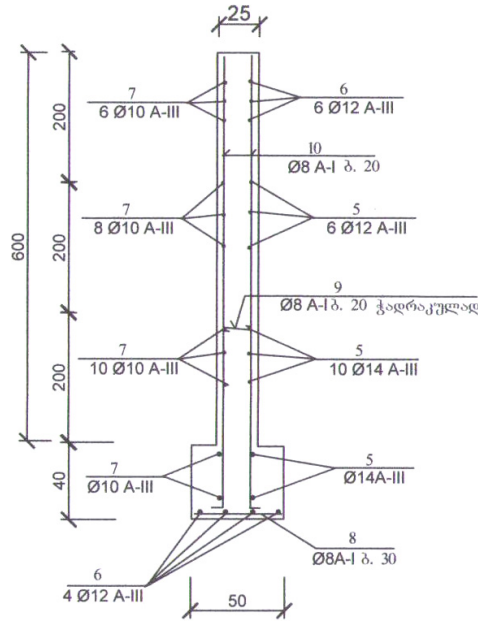 25
7
6 Ø10 A-III
6
6 Ø12 A-III
200
10
Ø8 A-I ბ. 20
7
8 Ø10 A-III
5
6 Ø12 A-III
600
200
9
Ø8 A-I ბ. 20 ჭადრაკულად
7
10 Ø10 A-III
5
10 Ø14 A-III
200
7
Ø10 A-III
5
Ø14A-III
40
8
Ø8A-I ბ. 30
6
4 Ø12 A-III
50